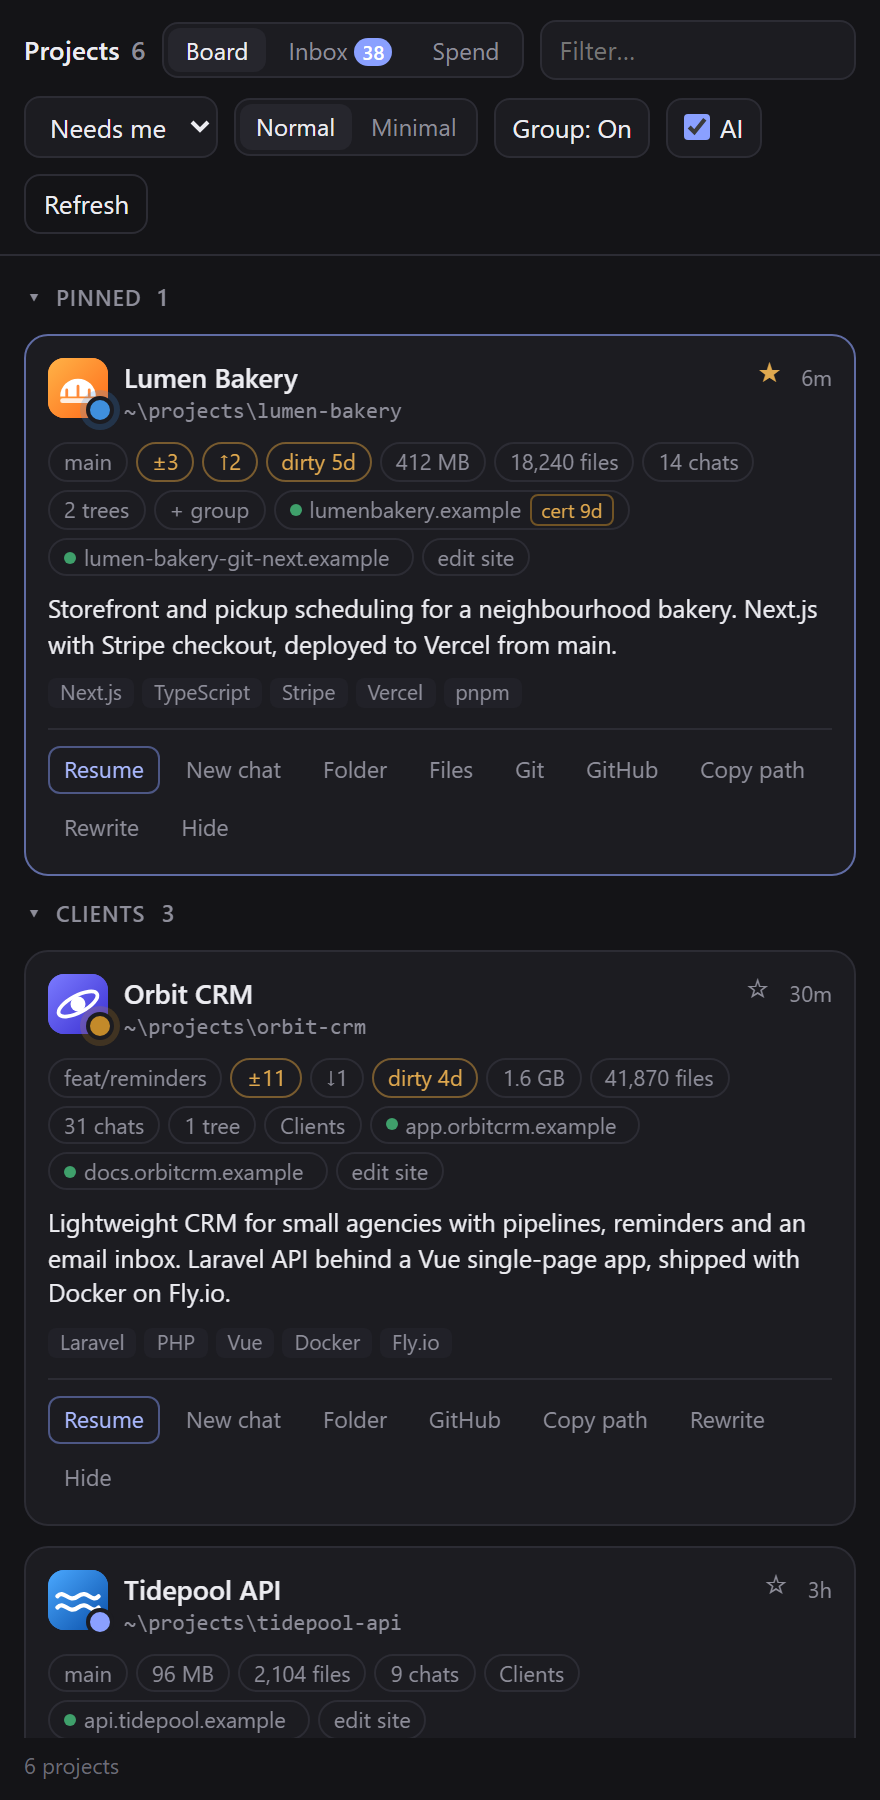 Projects 6 Board Inbox 38 Spend Filter...
Needs me Normal Minimal Group: On AI
Refresh
PINNED 1
Lumen Bakery 6m
~\projects\lumen-bakery
main ±3 ↑2 dirty 5d 412 MB 18,240 files 14 chats
2 trees + group lumenbakery.example cert 9d
lumen-bakery-git-next.example edit site
Storefront and pickup scheduling for a neighbourhood bakery. Next.js
with Stripe checkout, deployed to Vercel from main.
Next.js TypeScript Stripe Vercel pnpm
Resume New chat Folder Files Git GitHub Copy path
Rewrite Hide
CLIENTS 3
Orbit CRM 30m
~\projects\orbit-crm
feat/reminders ±11 ↓1 dirty 4d 1.6 GB 41,870 files
31 chats 1 tree Clients app.orbitcrm.example
docs.orbitcrm.example edit site
Lightweight CRM for small agencies with pipelines, reminders and an
email inbox. Laravel API behind a Vue single-page app, shipped with
Docker on Fly.io.
Laravel PHP Vue Docker Fly.io
Resume New chat Folder GitHub Copy path Rewrite
Hide
Tidepool API 3h
~\projects\tidepool-api
main 96 MB 2,104 files 9 chats Clients
api.tidepool.example edit site
6 projects